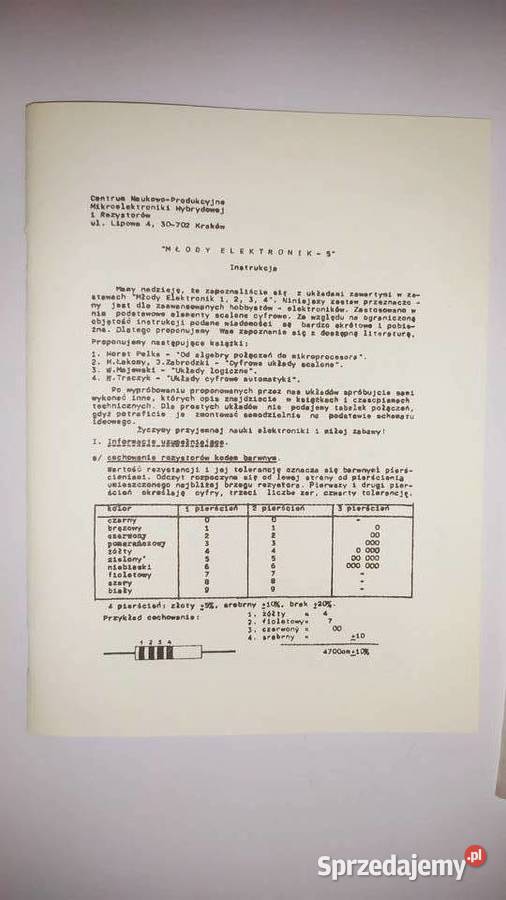 Centrum Naukowo-Produkcyjne
Mikroelektroniki Hybrydowej
i Rezystorów
ul. Lipowa 4, 30-702 Kraków
"MŁODY ELEKTRONIK-5"
Instrukcja
Mamy nadzieję, że zapoznaliście się z układami zawartymi w ze-
stawach "Młody Elektronik 1, 2, 3, 4". Niniejszy zestaw przeznaczo-
ny jest dla zaawansowanych hobbystów - elektroników. Zastosowano w
nim podstawowe elementy scalone cyfrowe. Ze względu na ograniczoną
objętość instrukcji podane wiadomości są bardzo skrótowe i pobie-
żne. Dlatego proponujemy Wam zapoznanie się z dostępną literaturą.
Proponujemy następujące książki:
1. Horst Pelka - "Od algebry połączeń do mikroprocesora".
2. M.Łakomy, J.Zabrodzki - "Cyfrowe układy scalone".
3. W.Majewski - "Układy logiczne".
4. W.Traczyk - "Układy cyfrowe automatyki".
Po wypróbowaniu proponowanych przez nas układów spróbujcie sami
wykonać inne, których opis znajdziecie w książkach i czasopismach
technicznych. Dla prostych układów nie podajemy tabelek połączeń,
gdyż potraficie je zmontować samodzielnie na podstawie schematu
ideowego.
Życzymy przyjemnej nauki elektroniki i miłej zabawy!
I. Informacje uzupełniające.
a/ cechowanie rezystorów kodem barwnym.
Wartość rezystancji i jej tolerancję oznacza się barwnymi pierś-
cieniami. Odczyt rozpoczyna się od lewej strony od pierścienia
umieszczonego najbliżej brzegu rezystora. Pierwszy i drugi pier-
ścień określają cyfry, trzeci liczbę zer, czwarty tolerancję.
kolor 1 pierścień 2 pierścień 3 pierścień
czarny 0 0 -
brązowy 1 1 0
czerwony 2 2 00
pomarańczowy 3 3 000
żółty 4 4 0 000
zielony 5 5 00 000
niebieski 6 6 000 000
fioletowy 7 7 -
szary 8 8 -
biały 9 9 -
4 pierścień: złoty ±5%, srebrny ±10%, brak ±20%.
Przykład cechowania:
1. żółty = 4
2. fioletowy= 7
3. czerwony = 00
4. srebrny = ±10
1 2 3 4
4700om±10%
Sprzedajemy.pl